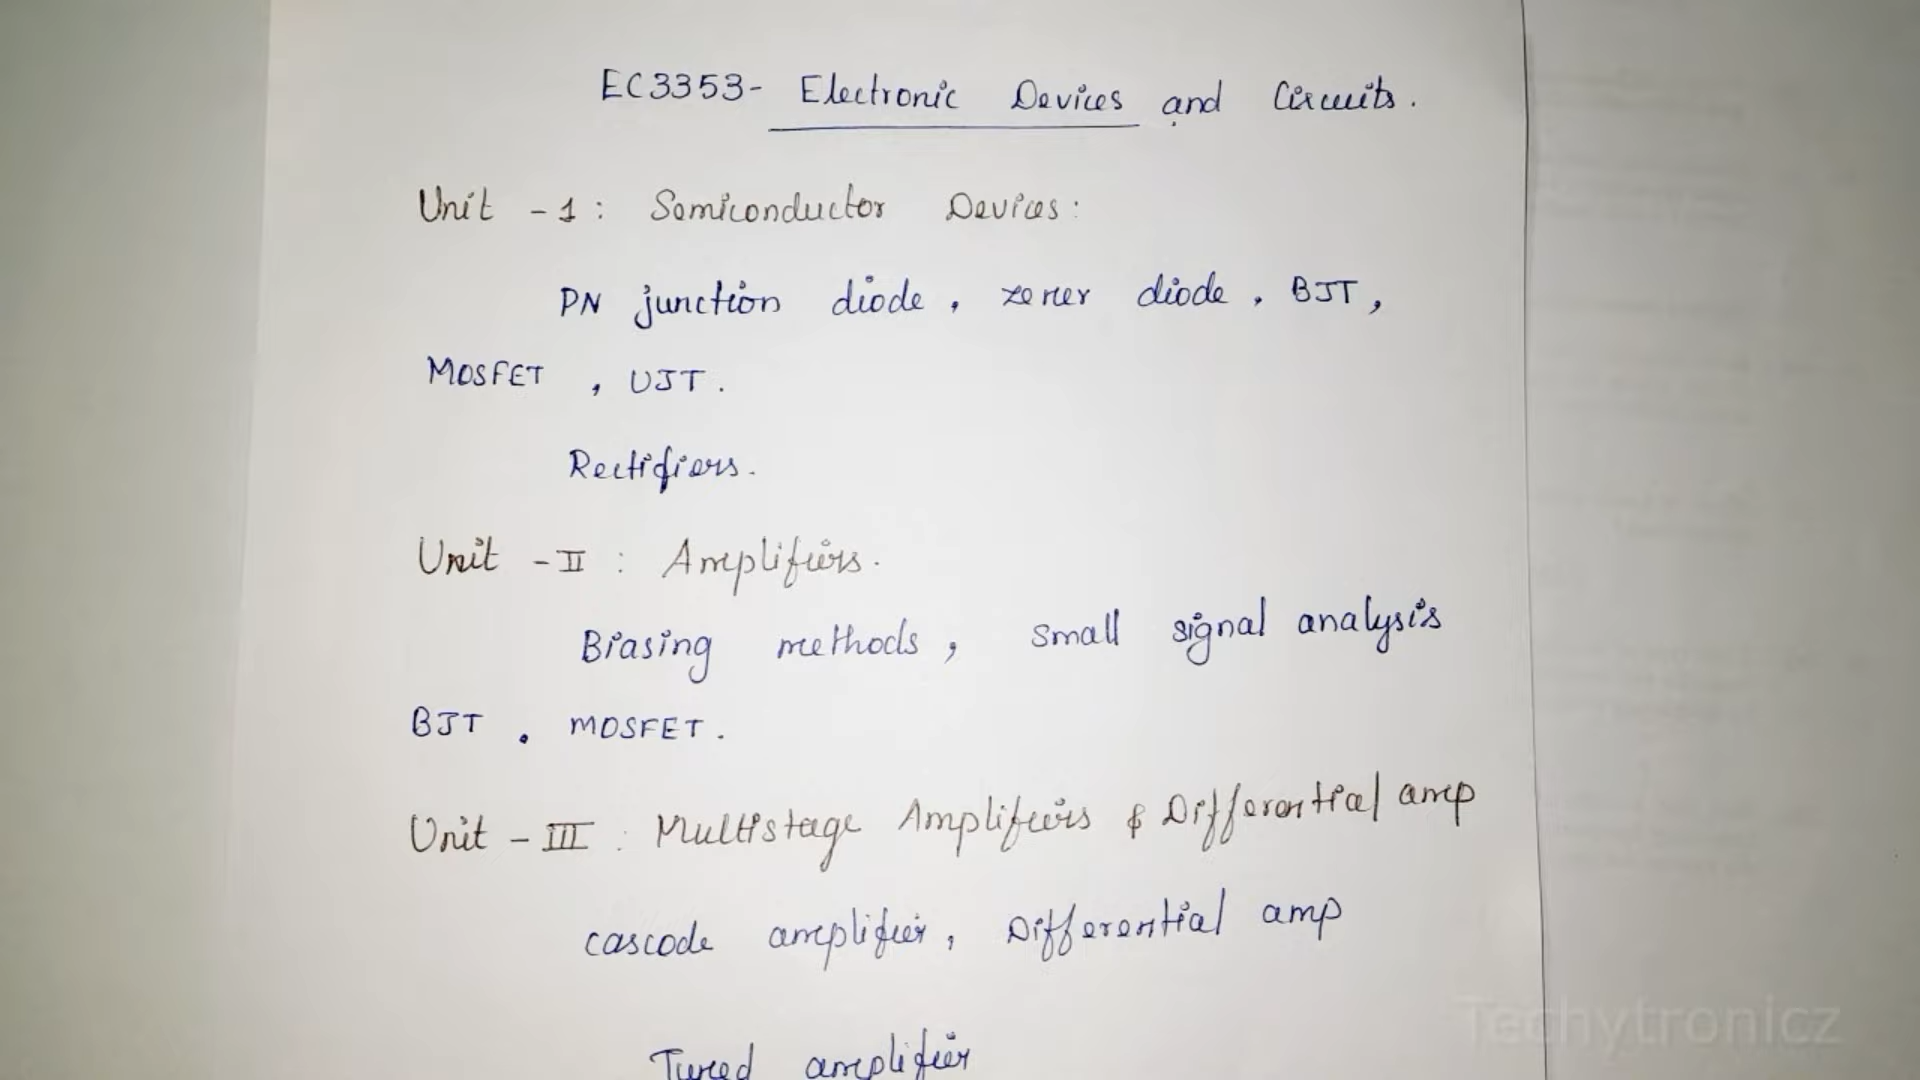 EC3353- Electronic Devices and Circuits.
Unit -1: Semiconductor Devices:
PN junction diode, zener diode, BJT,
MOSFET, UJT.
Rectifiers.
Unit -II : Amplifiers.
Biasing methods, small signal analysis
BJT, MOSFET.
Unit -III : Multistage Amplifiers & Differential amp
cascode amplifier, Differential amp
Tuned amplifier
Techytronicz